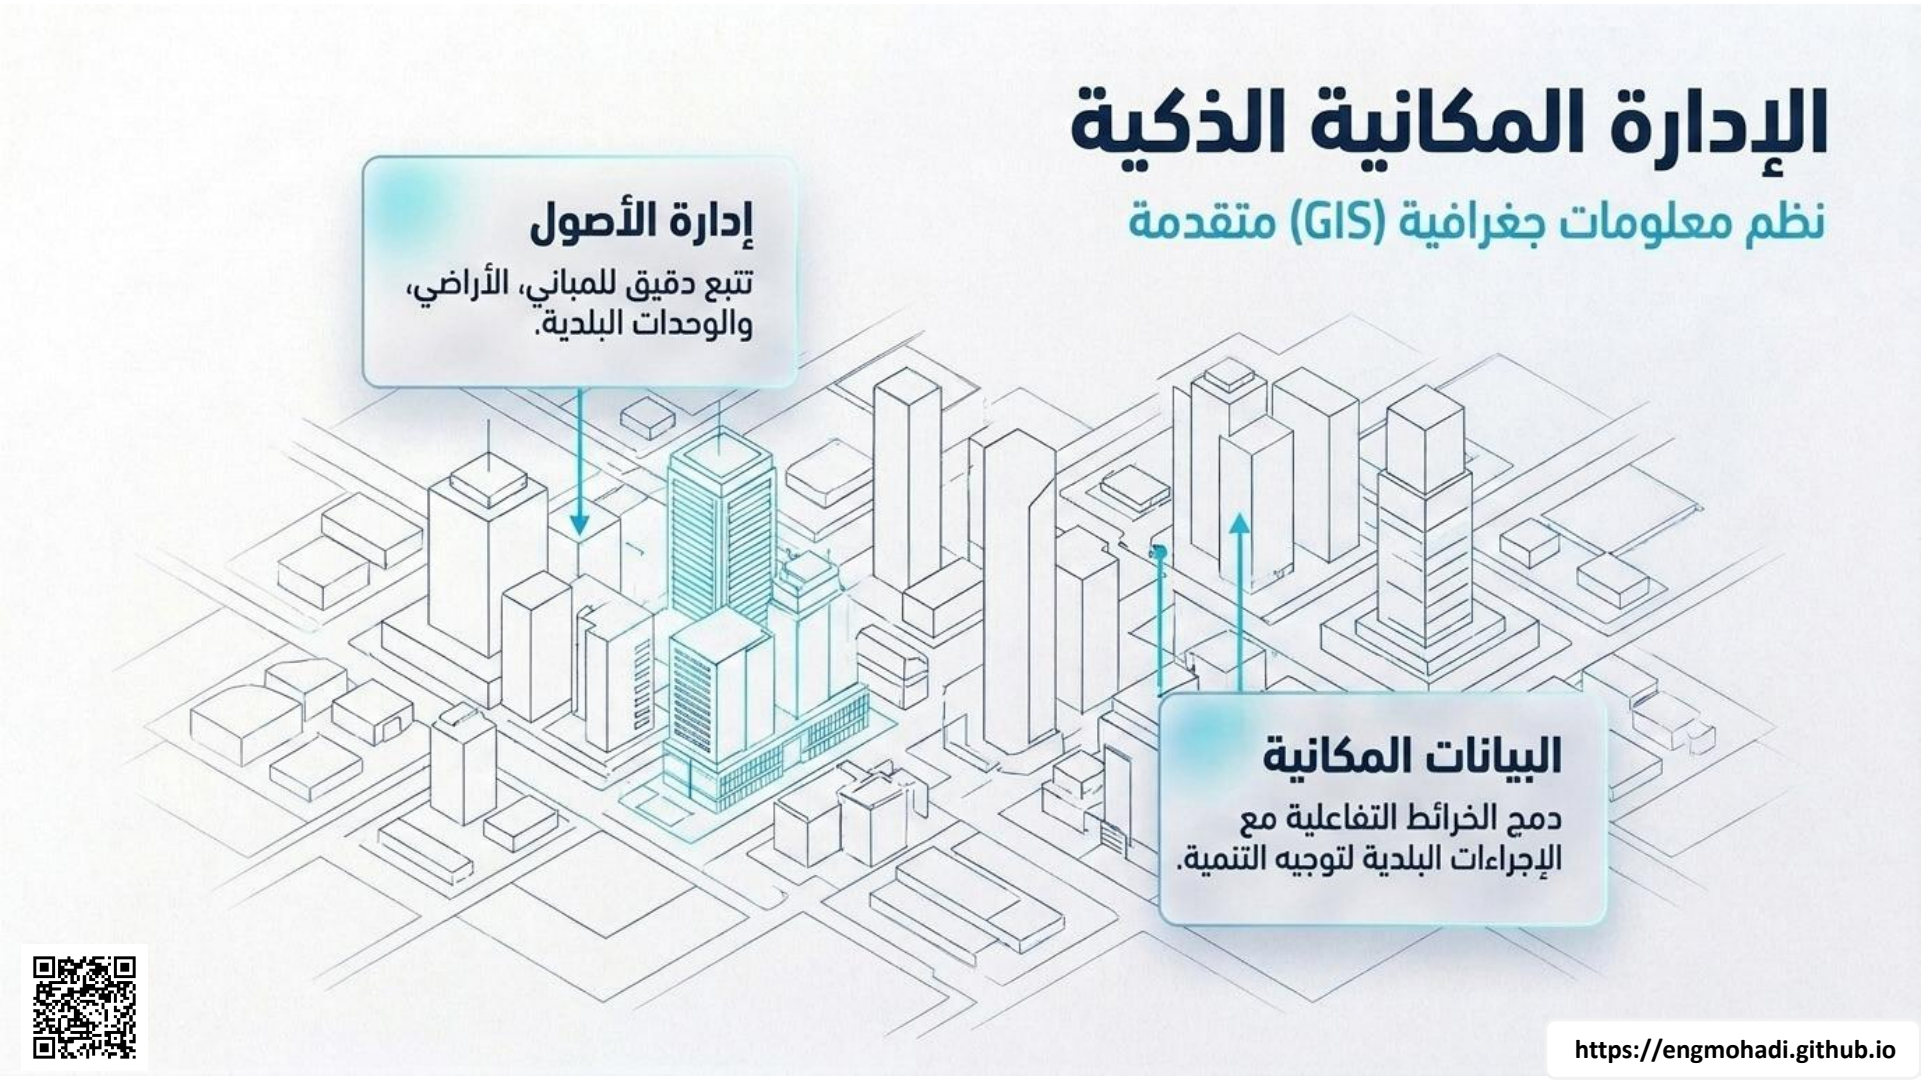 الإدارة المكانية الذكية
نظم معلومات جغرافية (GIS) متقدمة
إدارة الأصول
تتبع دقيق للمباني، الأراضي،
والوحدات البلدية.
البيانات المكانية
دمج الخرائط التفاعلية مع
الإجراءات البلدية لتوجيه التنمية.
https://engmohadi.github.io